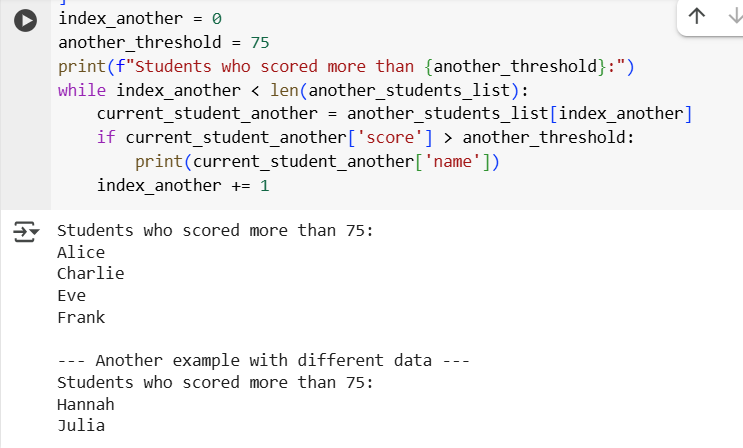 index_another = 0
another_threshold = 75
print(f"Students who scored more than {another_threshold}:")
while index_another < len(another_students_list):
    current_student_another = another_students_list[index_another]
    if current_student_another['score'] > another_threshold:
        print(current_student_another['name'])
    index_another += 1
Students who scored more than 75:
Alice
Charlie
Eve
Frank

--- Another example with different data ---
Students who scored more than 75:
Hannah
Julia